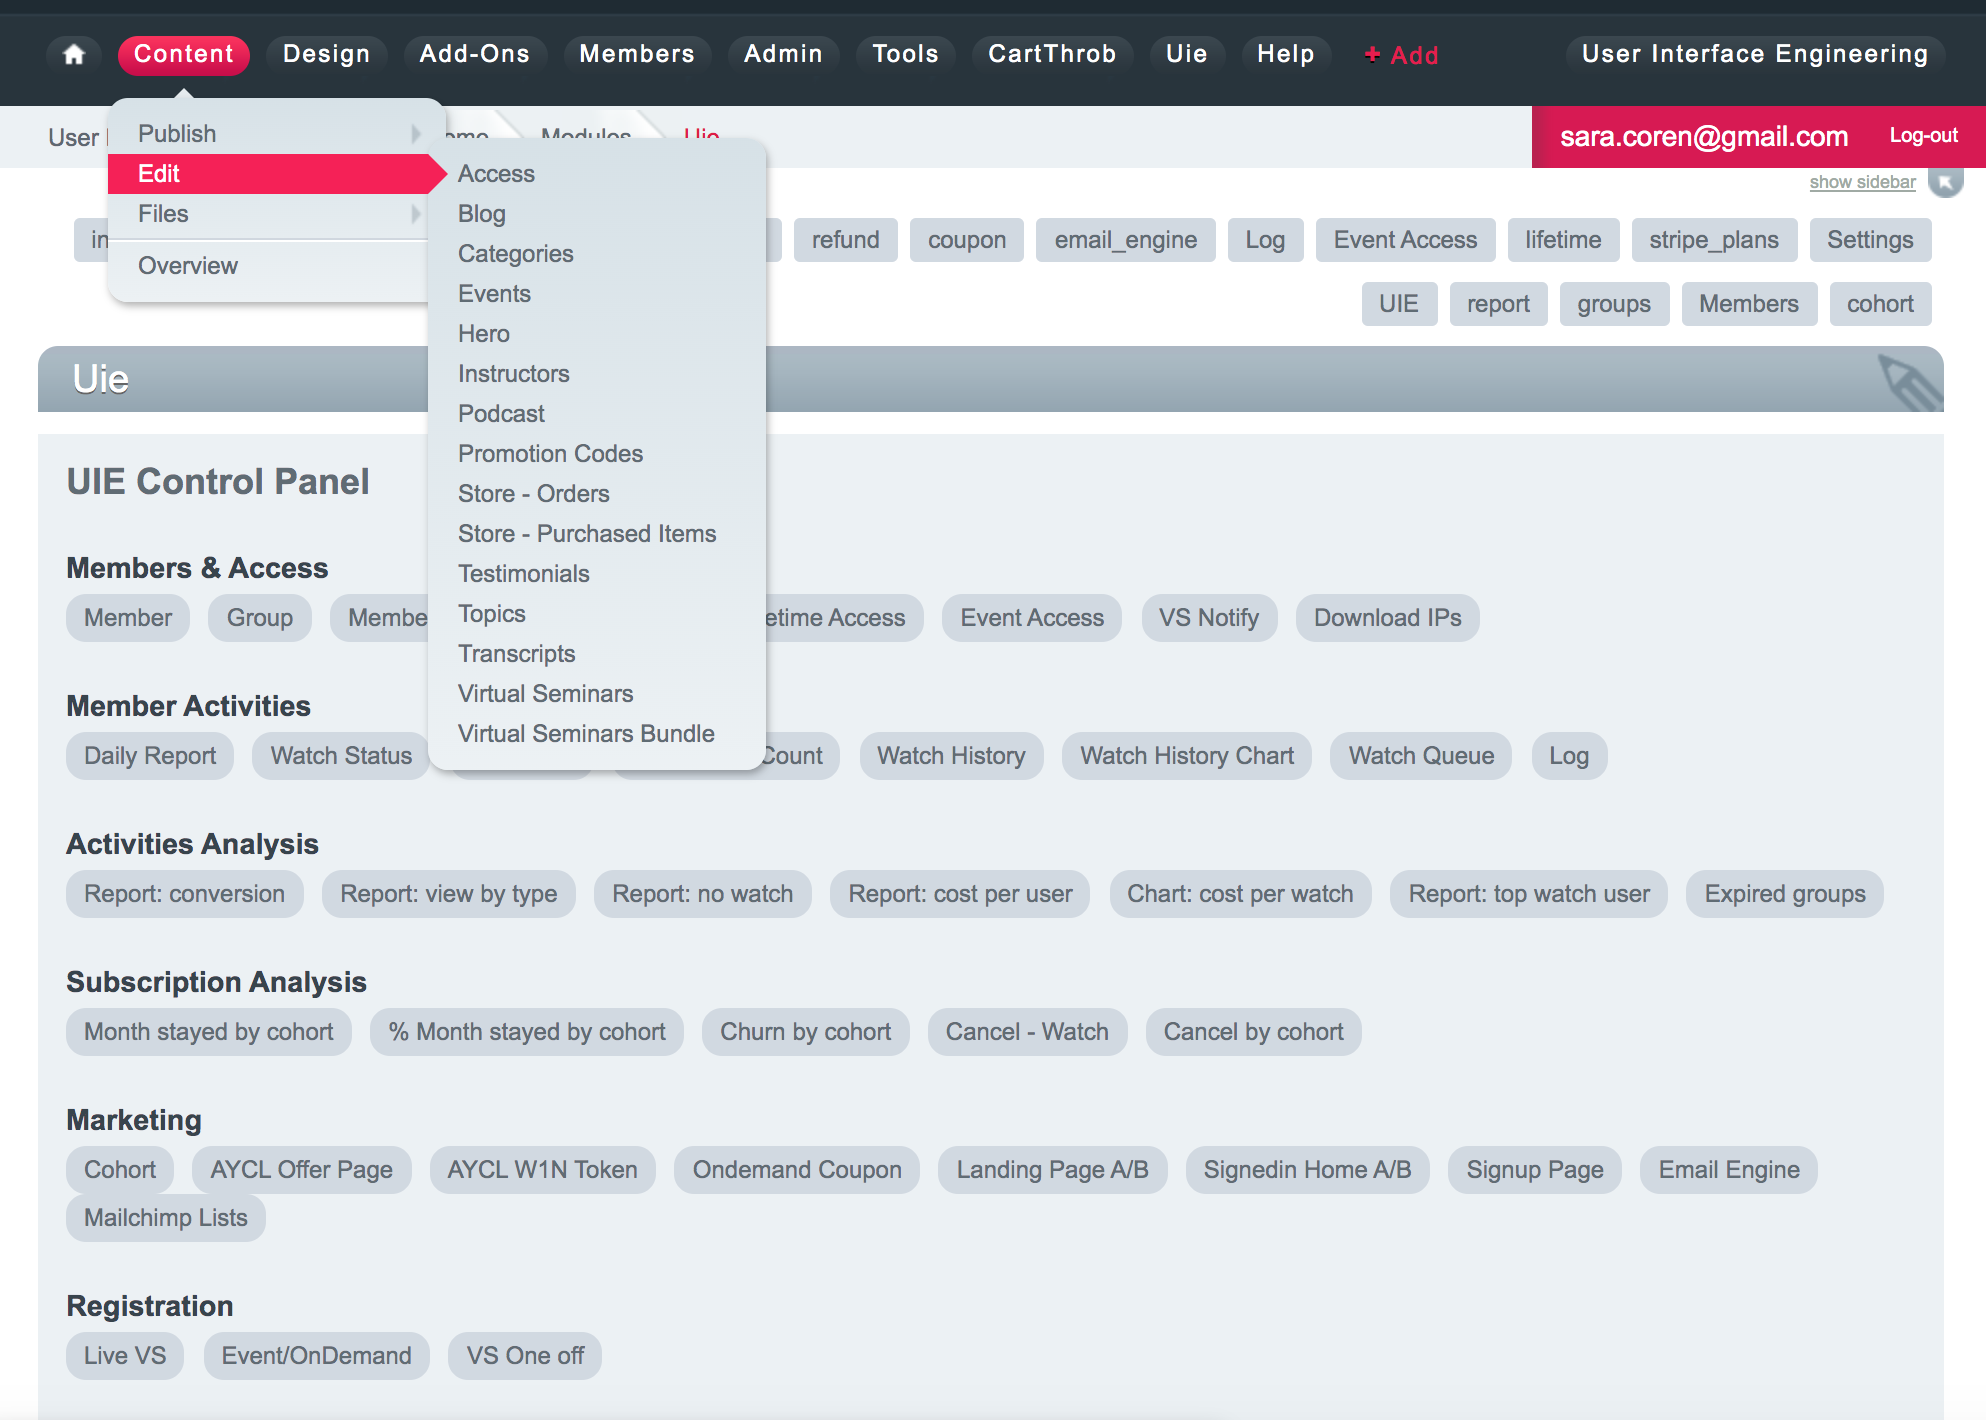 Content Design Add-Ons Members Admin Tools CartThrob Uie Help + Add User Interface Engineering
User Modules Uie sara.coren@gmail.com Log-out
show sidebar
Publish
Edit
Files
Overview
Access
Blog
Categories
Events
Hero
Instructors
Podcast
Promotion Codes
Store - Orders
Store - Purchased Items
Testimonials
Topics
Transcripts
Virtual Seminars
Virtual Seminars Bundle
refund coupon email_engine Log Event Access lifetime stripe_plans Settings
UIE report groups Members cohort
Uie
UIE Control Panel
Members & Access
Member Group Membe etime Access Event Access VS Notify Download IPs
Member Activities
Daily Report Watch Status Count Watch History Watch History Chart Watch Queue Log
Activities Analysis
Report: conversion Report: view by type Report: no watch Report: cost per user Chart: cost per watch Report: top watch user Expired groups
Subscription Analysis
Month stayed by cohort % Month stayed by cohort Churn by cohort Cancel - Watch Cancel by cohort
Marketing
Cohort AYCL Offer Page AYCL W1N Token Ondemand Coupon Landing Page A/B Signedin Home A/B Signup Page Email Engine
Mailchimp Lists
Registration
Live VS Event/OnDemand VS One off